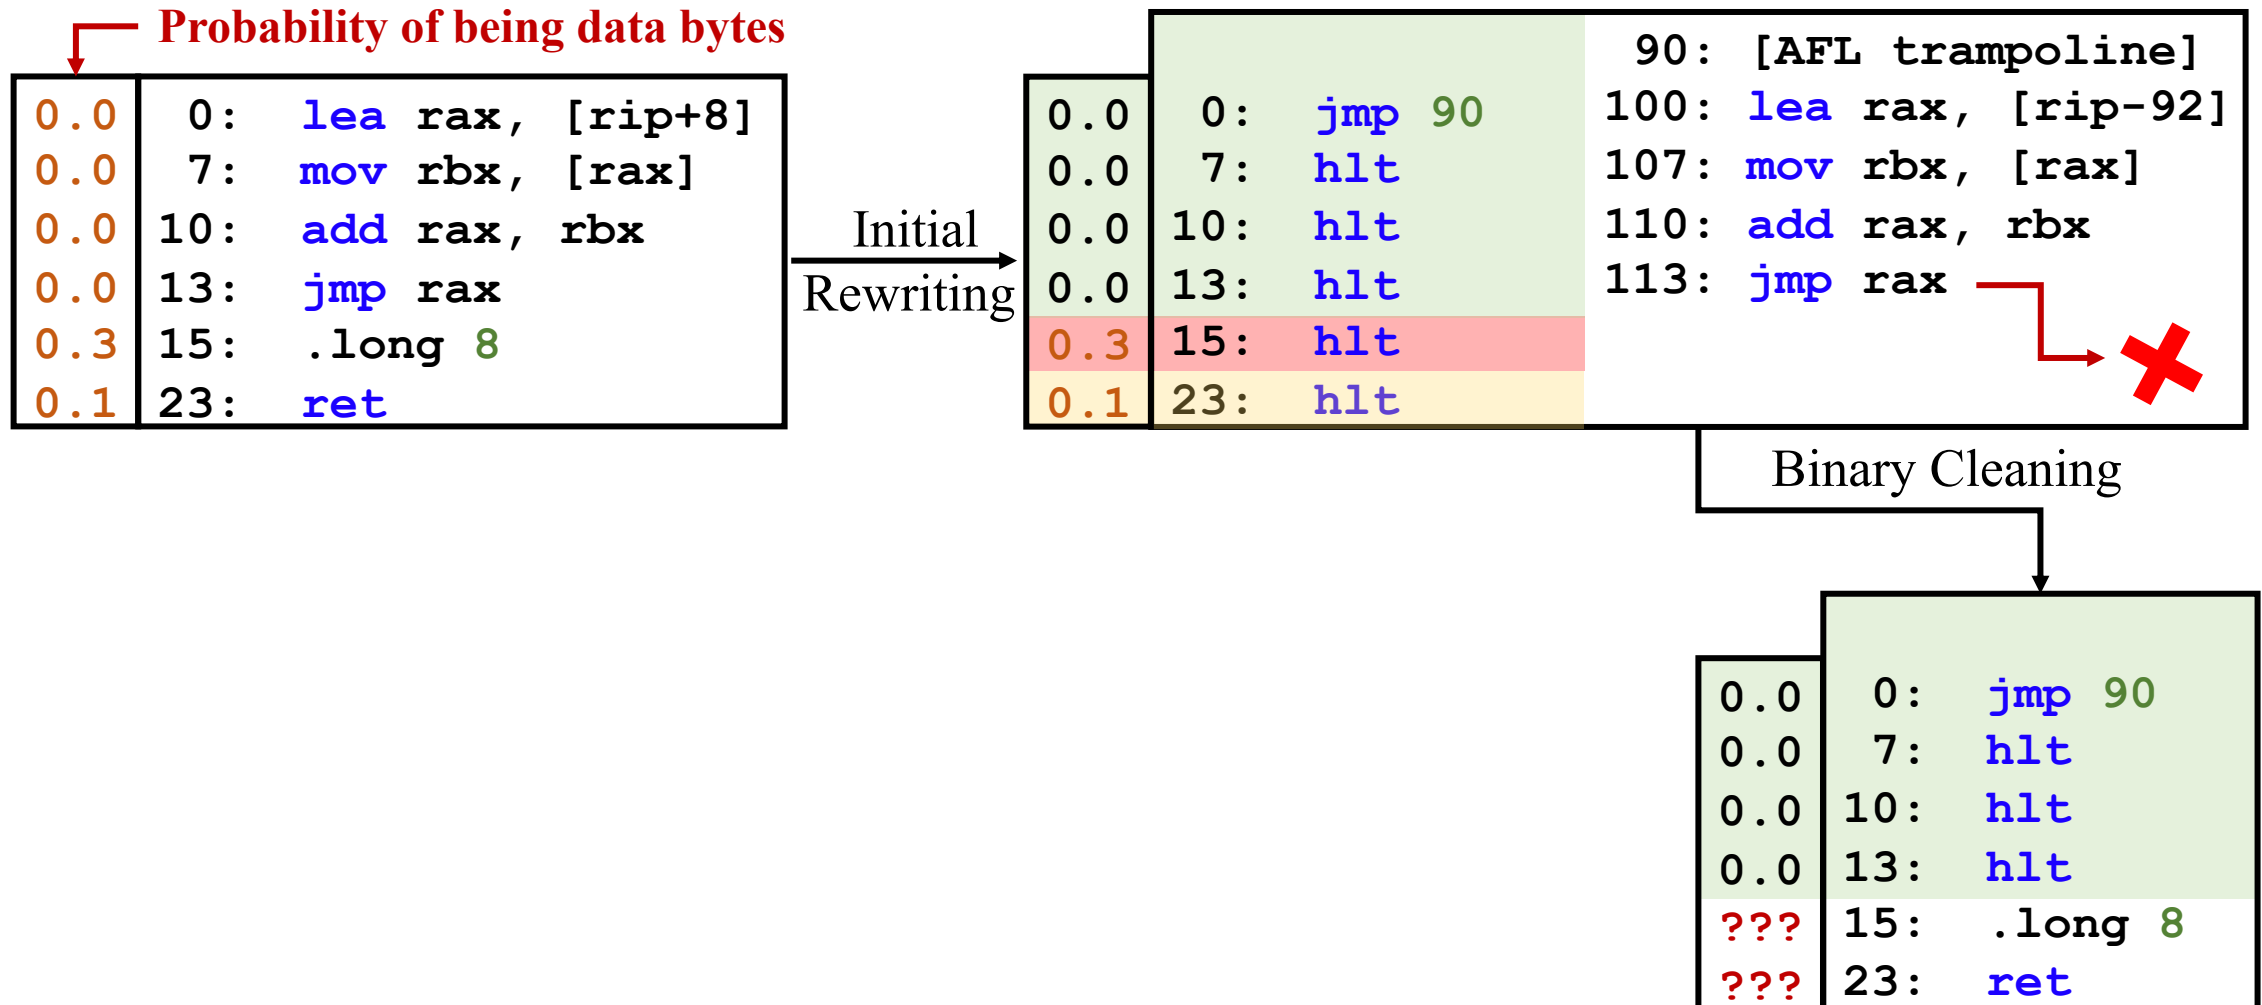 Probability of being data bytes
0.0 0: lea rax, [rip+8]
0.0 7: mov rbx, [rax]
0.0 10: add rax, rbx
0.0 13: jmp rax
0.3 15: .long 8
0.1 23: ret
Initial
Rewriting
0.0 0: jmp 90
0.0 7: hlt
0.0 10: hlt
0.0 13: hlt
0.3 15: hlt
0.1 23: hlt
90: [AFL trampoline]
100: lea rax, [rip-92]
107: mov rbx, [rax]
110: add rax, rbx
113: jmp rax
Binary Cleaning
0.0 0: jmp 90
0.0 7: hlt
0.0 10: hlt
0.0 13: hlt
??? 15: .long 8
??? 23: ret